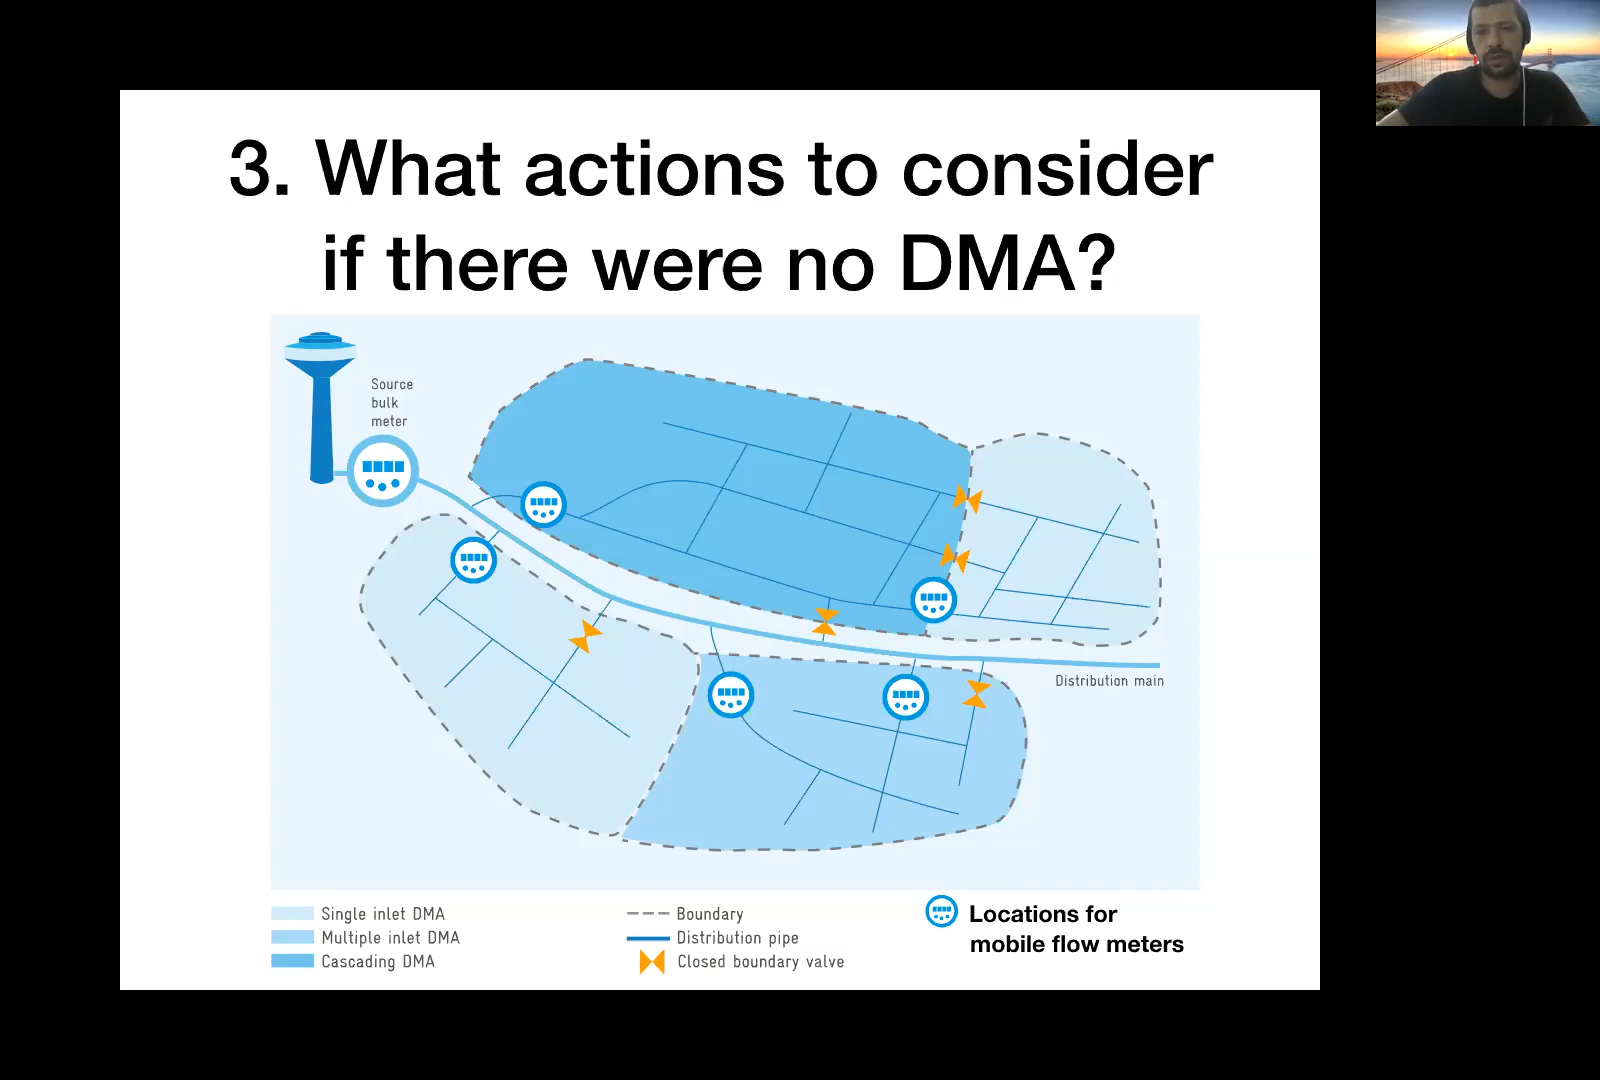 3. What actions to consider
if there were no DMA?
Source
bulk
meter
Distribution main
Single inlet DMA
Multiple inlet DMA
Cascading DMA
Boundary
Distribution pipe
Closed boundary valve
Locations for
mobile flow meters